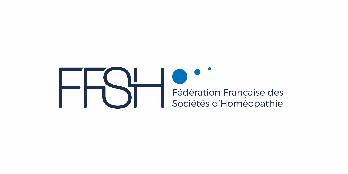 FFSH
Fédération Française des
Sociétés d'Homéopathie